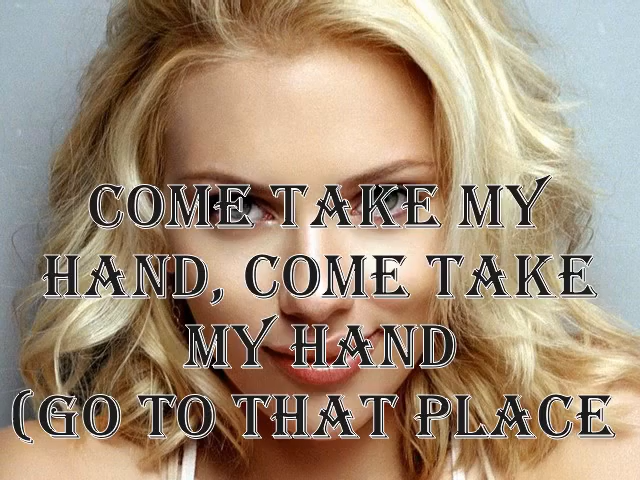 COME TAKE MY
HAND, COME TAKE
MY HAND
(GO TO THAT PLACE